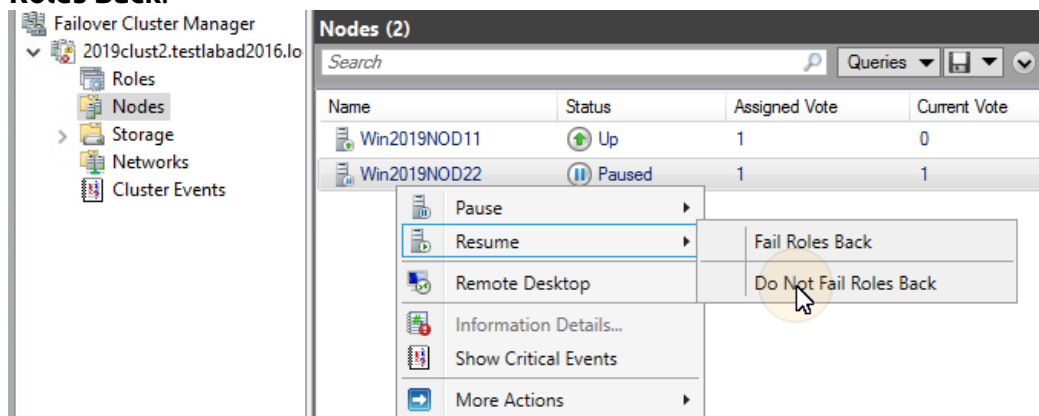 Roles Back.
Failover Cluster Manager
2019clust2.testlabad2016.lo
Roles
Nodes
Storage
Networks
Cluster Events
Nodes (2)
Search
Queries
Name Status Assigned Vote Current Vote
Win2019NOD11 Up 1 0
Win2019NOD22 Paused 1 1
Pause
Resume
Remote Desktop
Information Details...
Show Critical Events
More Actions
Fail Roles Back
Do Not Fail Roles Back